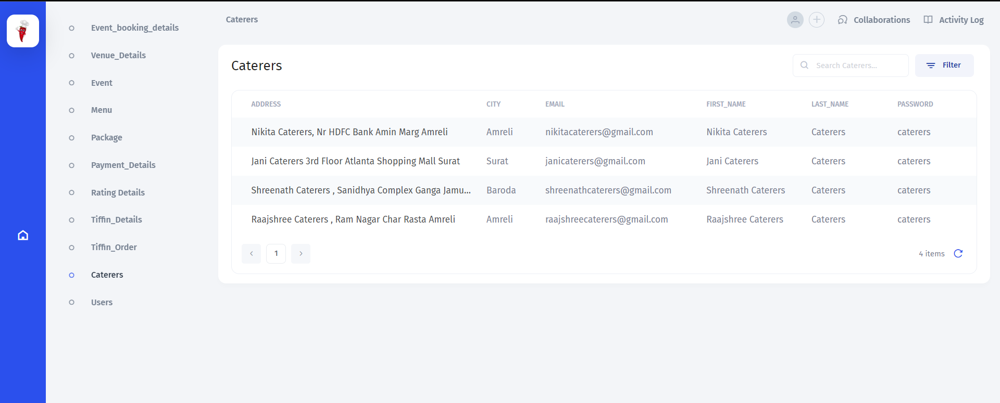 Event_booking_details
Venue_Details
Event
Menu
Package
Payment_Details
Rating Details
Tiffin_Details
Tiffin_Order
Caterers
Users
Caterers
Collaborations
Activity Log
Caterers
Search Caterers...
Filter
ADDRESS CITY EMAIL FIRST_NAME LAST_NAME PASSWORD
Nikita Caterers, Nr HDFC Bank Amin Marg Amreli Amreli nikitacaterers@gmail.com Nikita Caterers Caterers caterers
Jani Caterers 3rd Floor Atlanta Shopping Mall Surat Surat janicaterers@gmail.com Jani Caterers Caterers caterers
Shreenath Caterers , Sanidhya Complex Ganga Jamu... Baroda shreenathcaterers@gmail.com Shreenath Caterers Caterers caterers
Raajshree Caterers , Ram Nagar Char Rasta Amreli Amreli raajshreecaterers@gmail.com Raajshree Caterers Caterers caterers
1
4 items